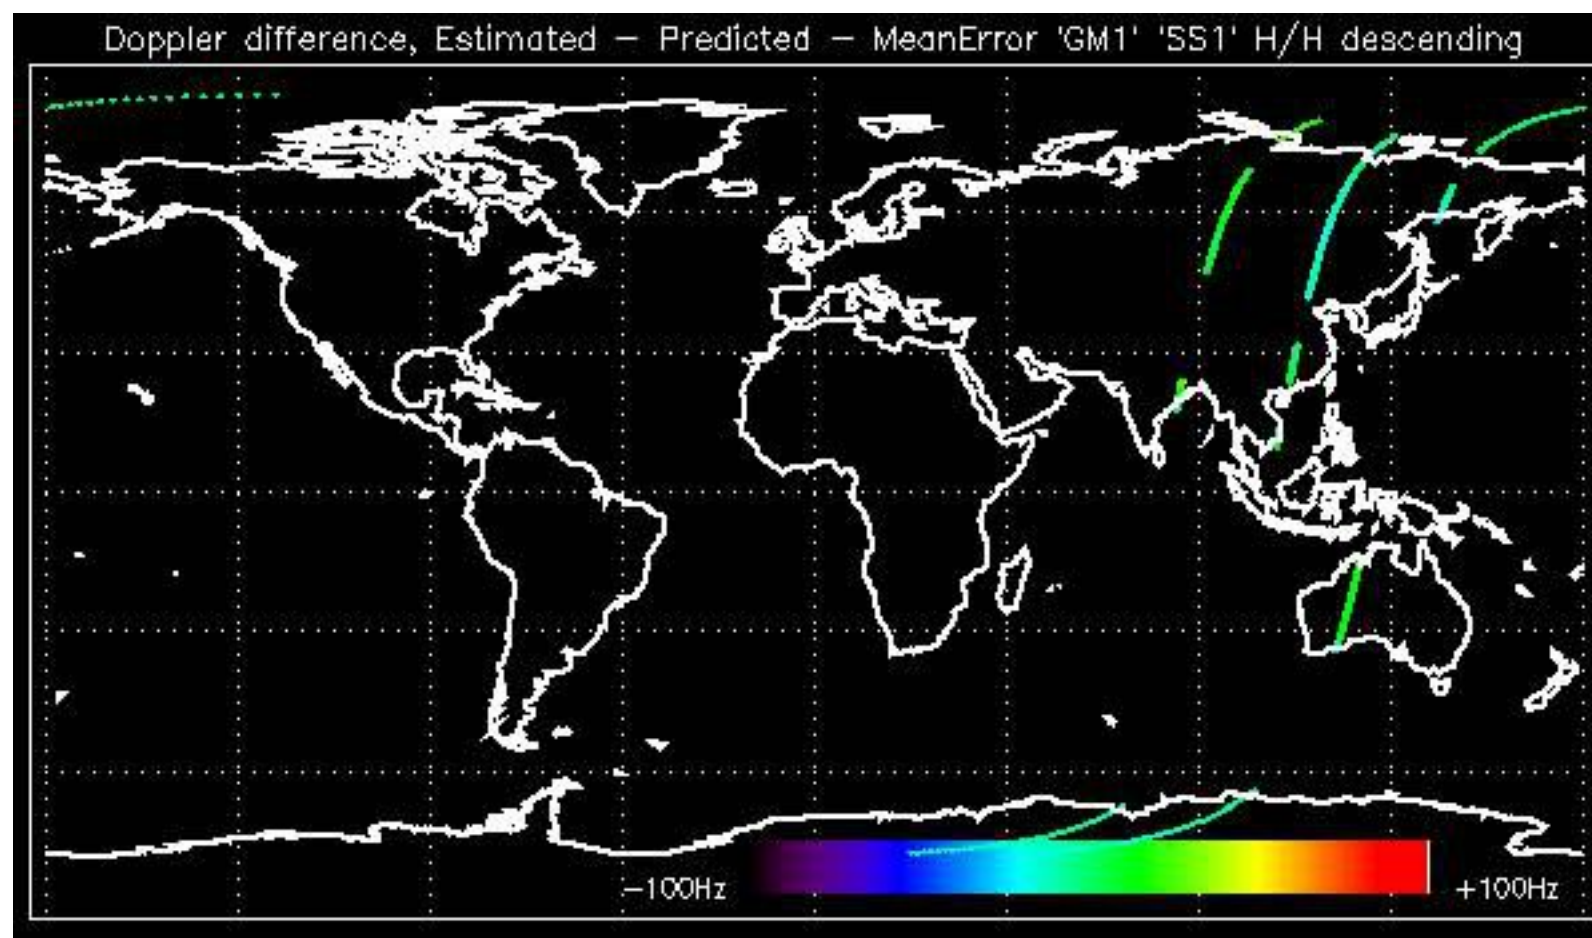 Doppler difference, Estimated – Predicted – MeanError 'GM1' 'SS1' H/H descending
–100Hz +100Hz